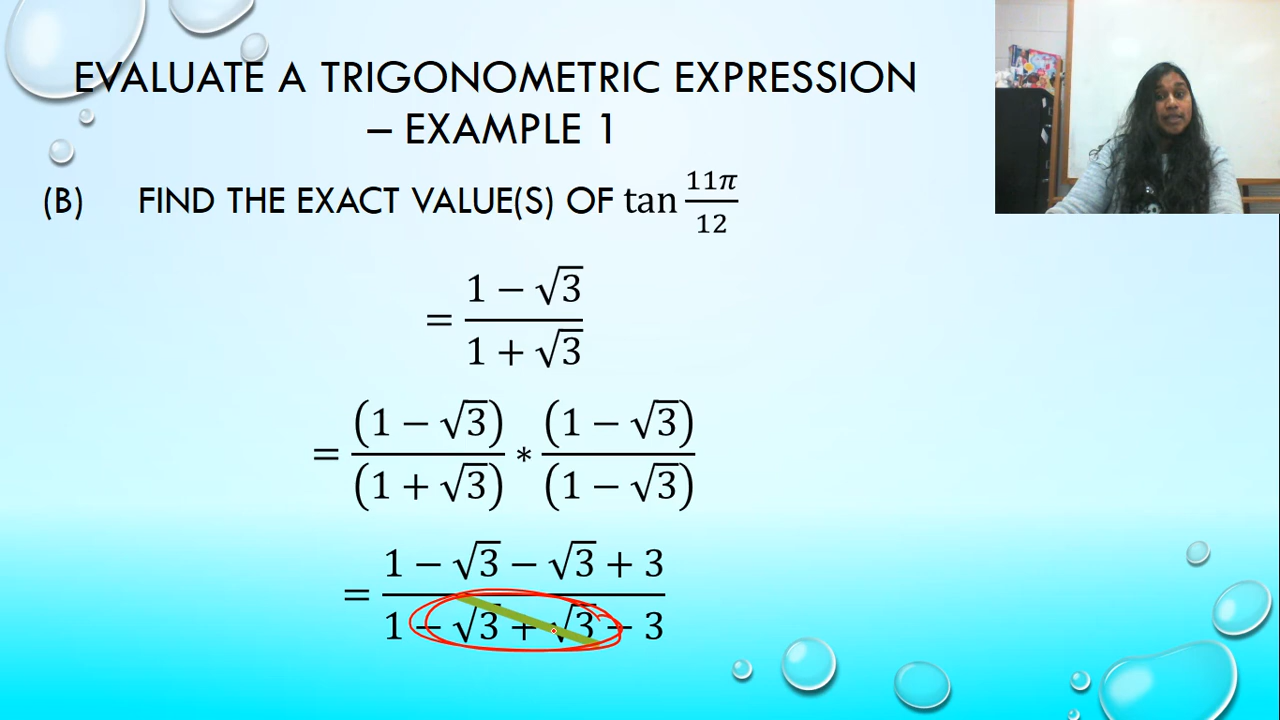 EVALUATE A TRIGONOMETRIC EXPRESSION
– EXAMPLE 1
(B) FIND THE EXACT VALUE(S) OF tan 11π/12
= (1 − √3)/(1 + √3)
= (1 − √3)/(1 + √3) * (1 − √3)/(1 − √3)
= (1 − √3 − √3 + 3)/(1 − √3 + √3 − 3)